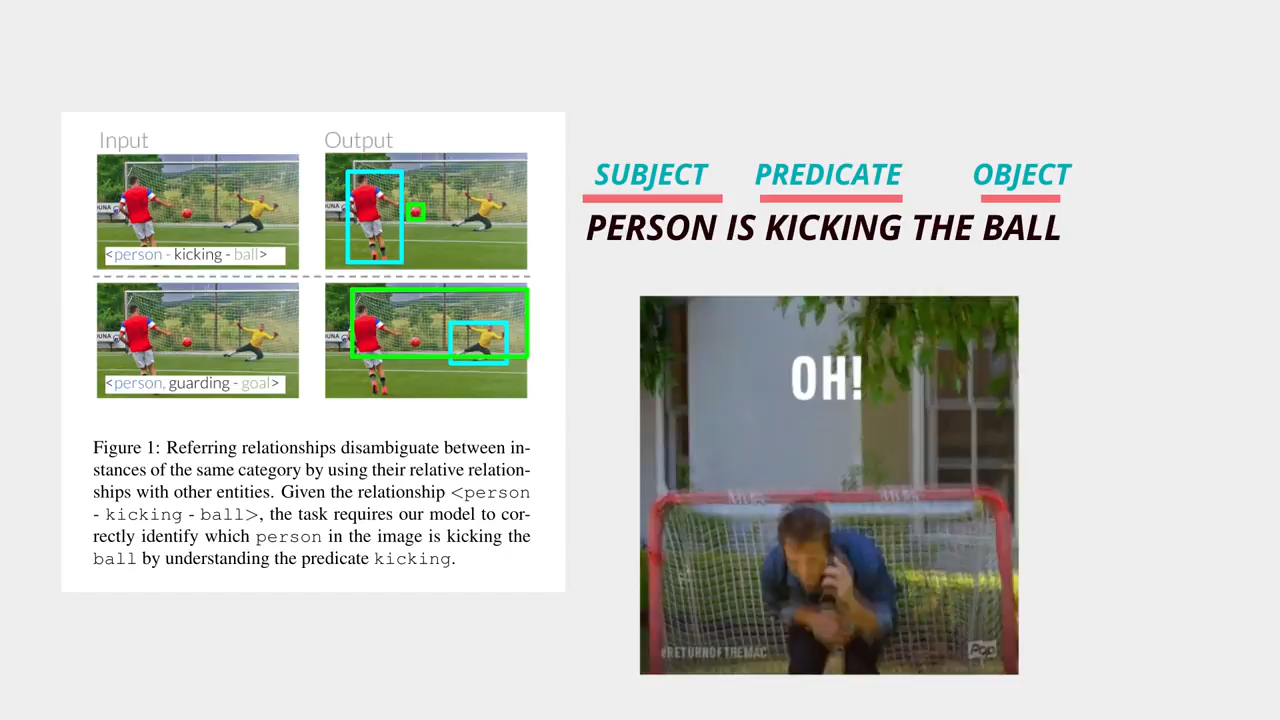 Input
Output
UNA
<person - kicking - ball>
UNA
<person, guarding - goal>
Figure 1: Referring relationships disambiguate between in-
stances of the same category by using their relative relation-
ships with other entities. Given the relationship <person
- kicking - ball>, the task requires our model to cor-
rectly identify which person in the image is kicking the
ball by understanding the predicate kicking.
SUBJECT PREDICATE OBJECT
PERSON IS KICKING THE BALL
OH!
#RETURNOFTHEMAC
Pop